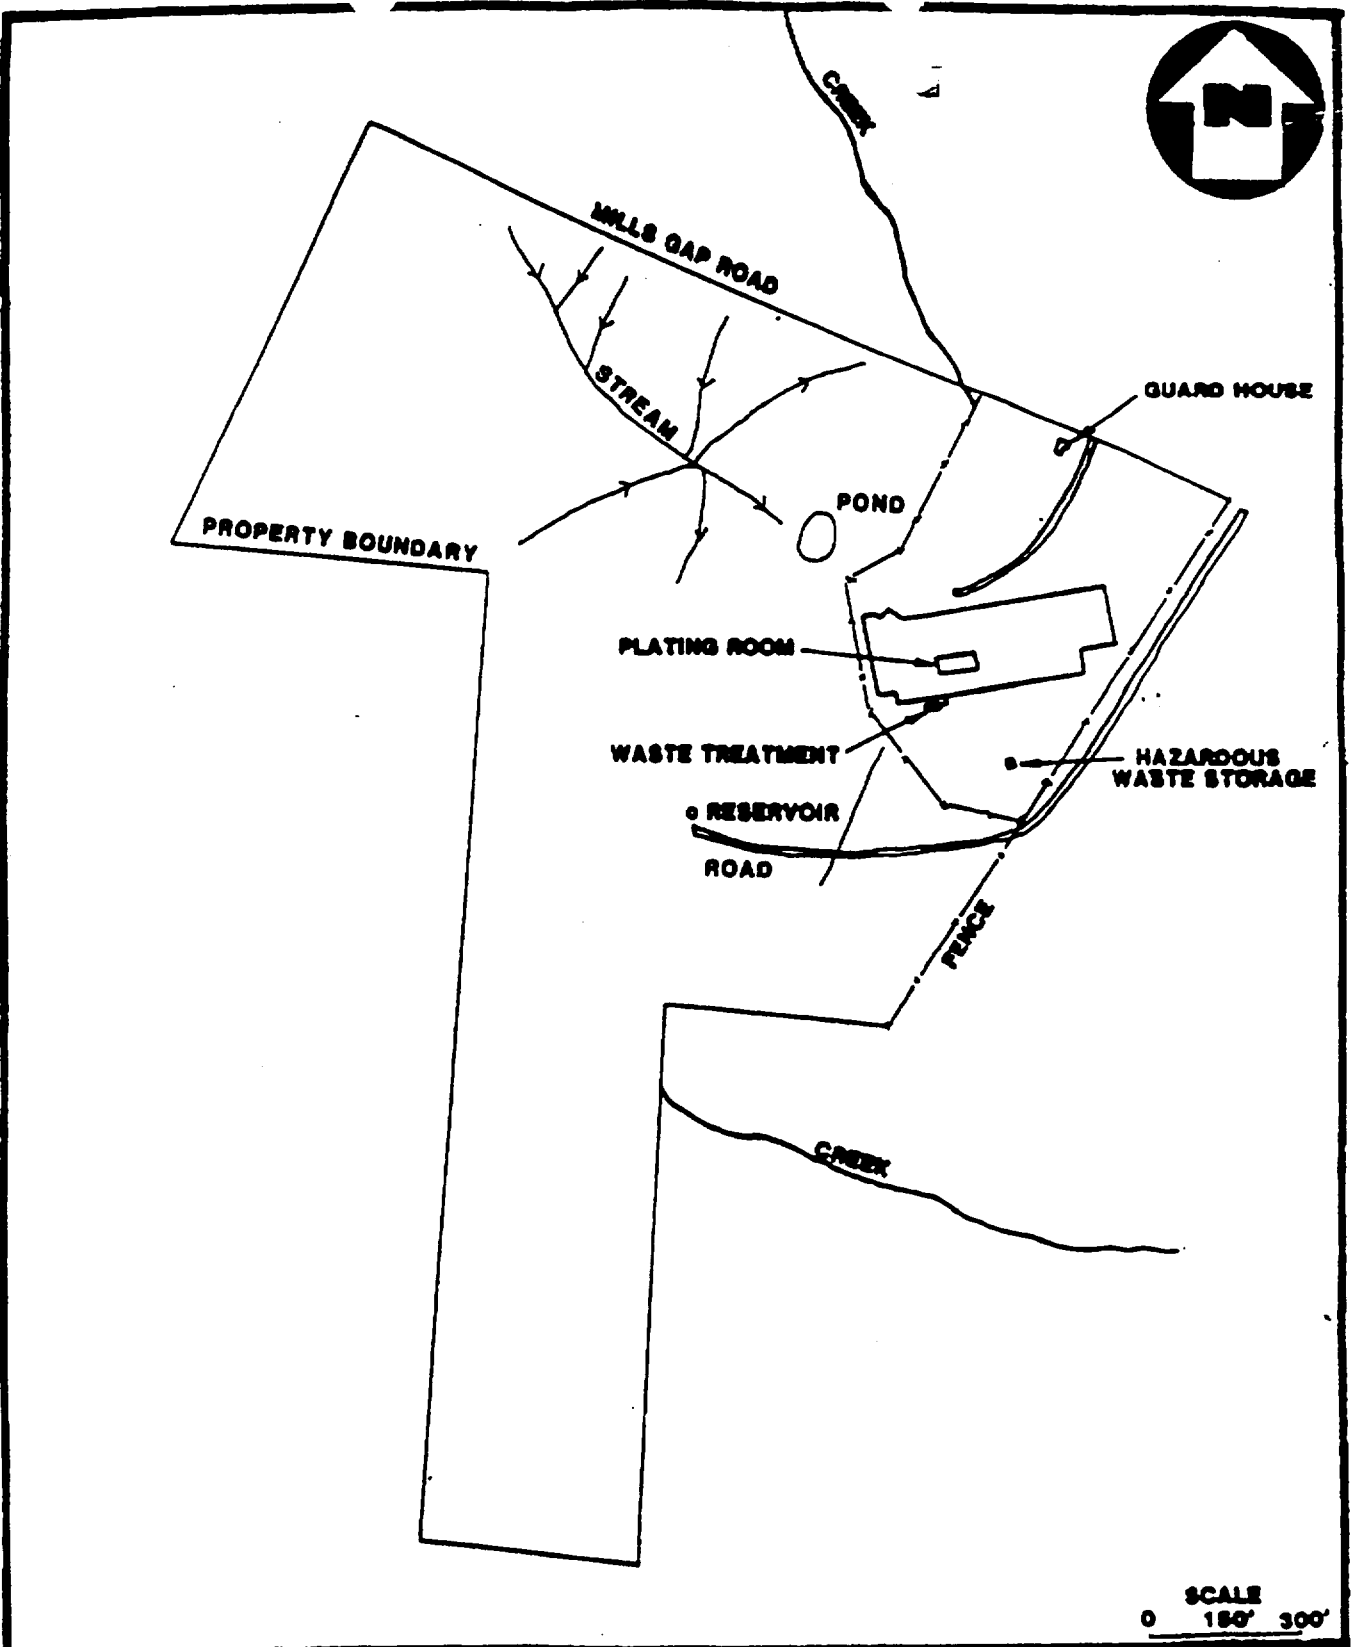 CREEK
N
MILLS GAP ROAD
GUARD HOUSE
STREAM
POND
PROPERTY BOUNDARY
PLATING ROOM
WASTE TREATMENT
HAZARDOUS
WASTE STORAGE
RESERVOIR
ROAD
FENCE
CREEK
SCALE
0 150' 300'